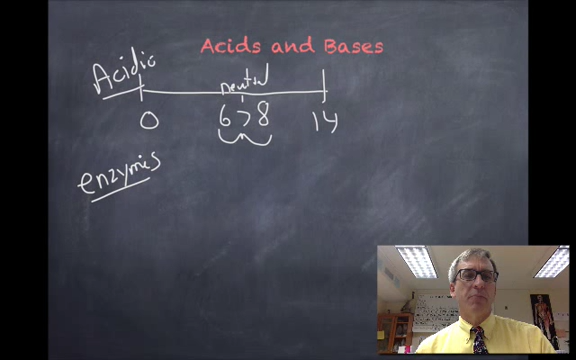 Acids and Bases
Acidic
neutral
0 6 7 8 14
enzymes